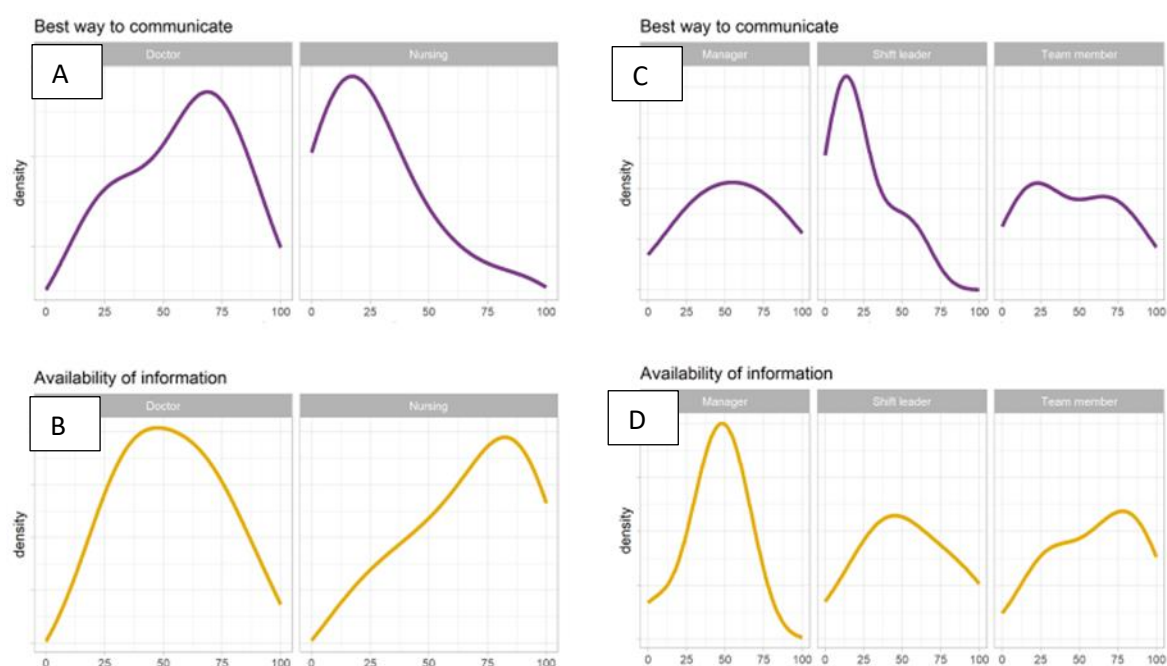 Best way to communicate
A
Doctor
Nursing
density
0 25 50 75 100
0 25 50 75 100
Best way to communicate
C
Manager
Shift leader
Team member
density
0 25 50 75 100
0 25 50 75 100
0 25 50 75 100
Availability of information
B
Doctor
Nursing
density
0 25 50 75 100
0 25 50 75 100
Availability of information
D
Manager
Shift leader
Team member
density
0 25 50 75 100
0 25 50 75 100
0 25 50 75 100